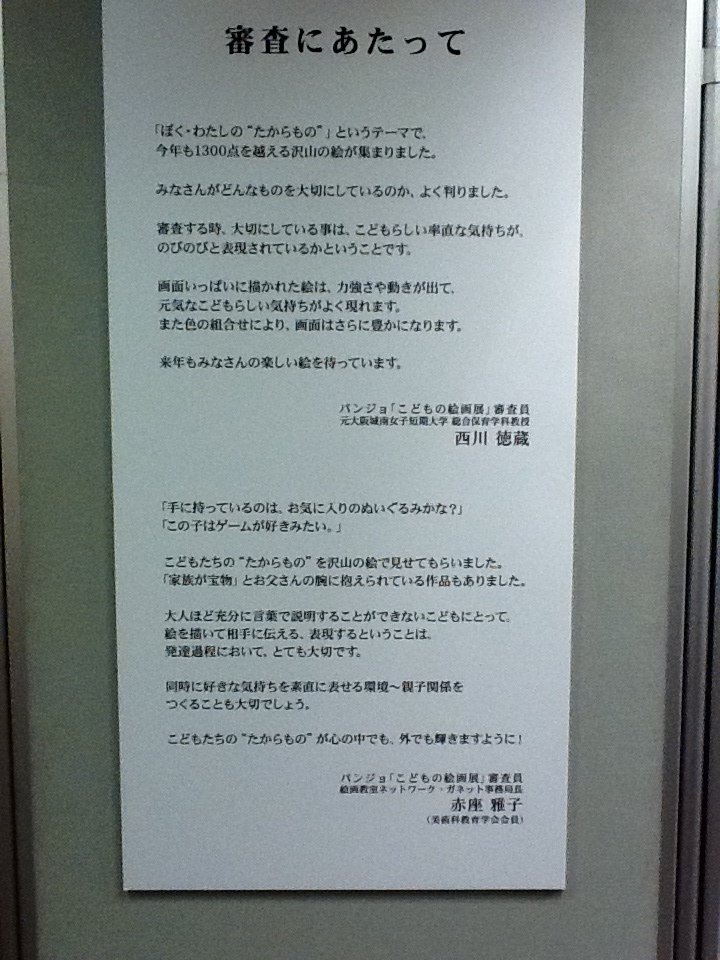 審査にあたって
「ぼく・わたしの“たからもの”」というテーマで、
今年も1300点を越える沢山の絵が集まりました。
みなさんがどんなものを大切にしているのか、よく判りました。
審査する時、大切にしている事は、こどもらしい率直な気持ちが、
のびのびと表現されているかということです。
画面いっぱいに描かれた絵は、力強さや動きが出て、
元気なこどもらしい気持ちがよく現れます。
また色の組合せにより、画面はさらに豊かになります。
来年もみなさんの楽しい絵を待っています。
パンジョ「こどもの絵画展」審査員
元大阪城南女子短期大学 総合保育学科教授
西川 徳蔵
「手に持っているのは、お気に入りのぬいぐるみかな?」
「この子はゲームが好きみたい。」
こどもたちの“たからもの”を沢山の絵で見せてもらいました。
「家族が宝物」とお父さんの腕に抱えられている作品もありました。
大人ほど充分に言葉で説明することができないこどもにとって、
絵を描いて相手に伝える、表現するということは、
発達過程において、とても大切です。
同時に好きな気持ちを素直に表せる環境〜親子関係を
つくることも大切でしょう。
こどもたちの“たからもの”が心の中でも、外でも輝きますように!
パンジョ「こどもの絵画展」審査員
絵画教室ネットワーク・ガネット事務局長
赤座 雅子
(美術科教育学会会員)